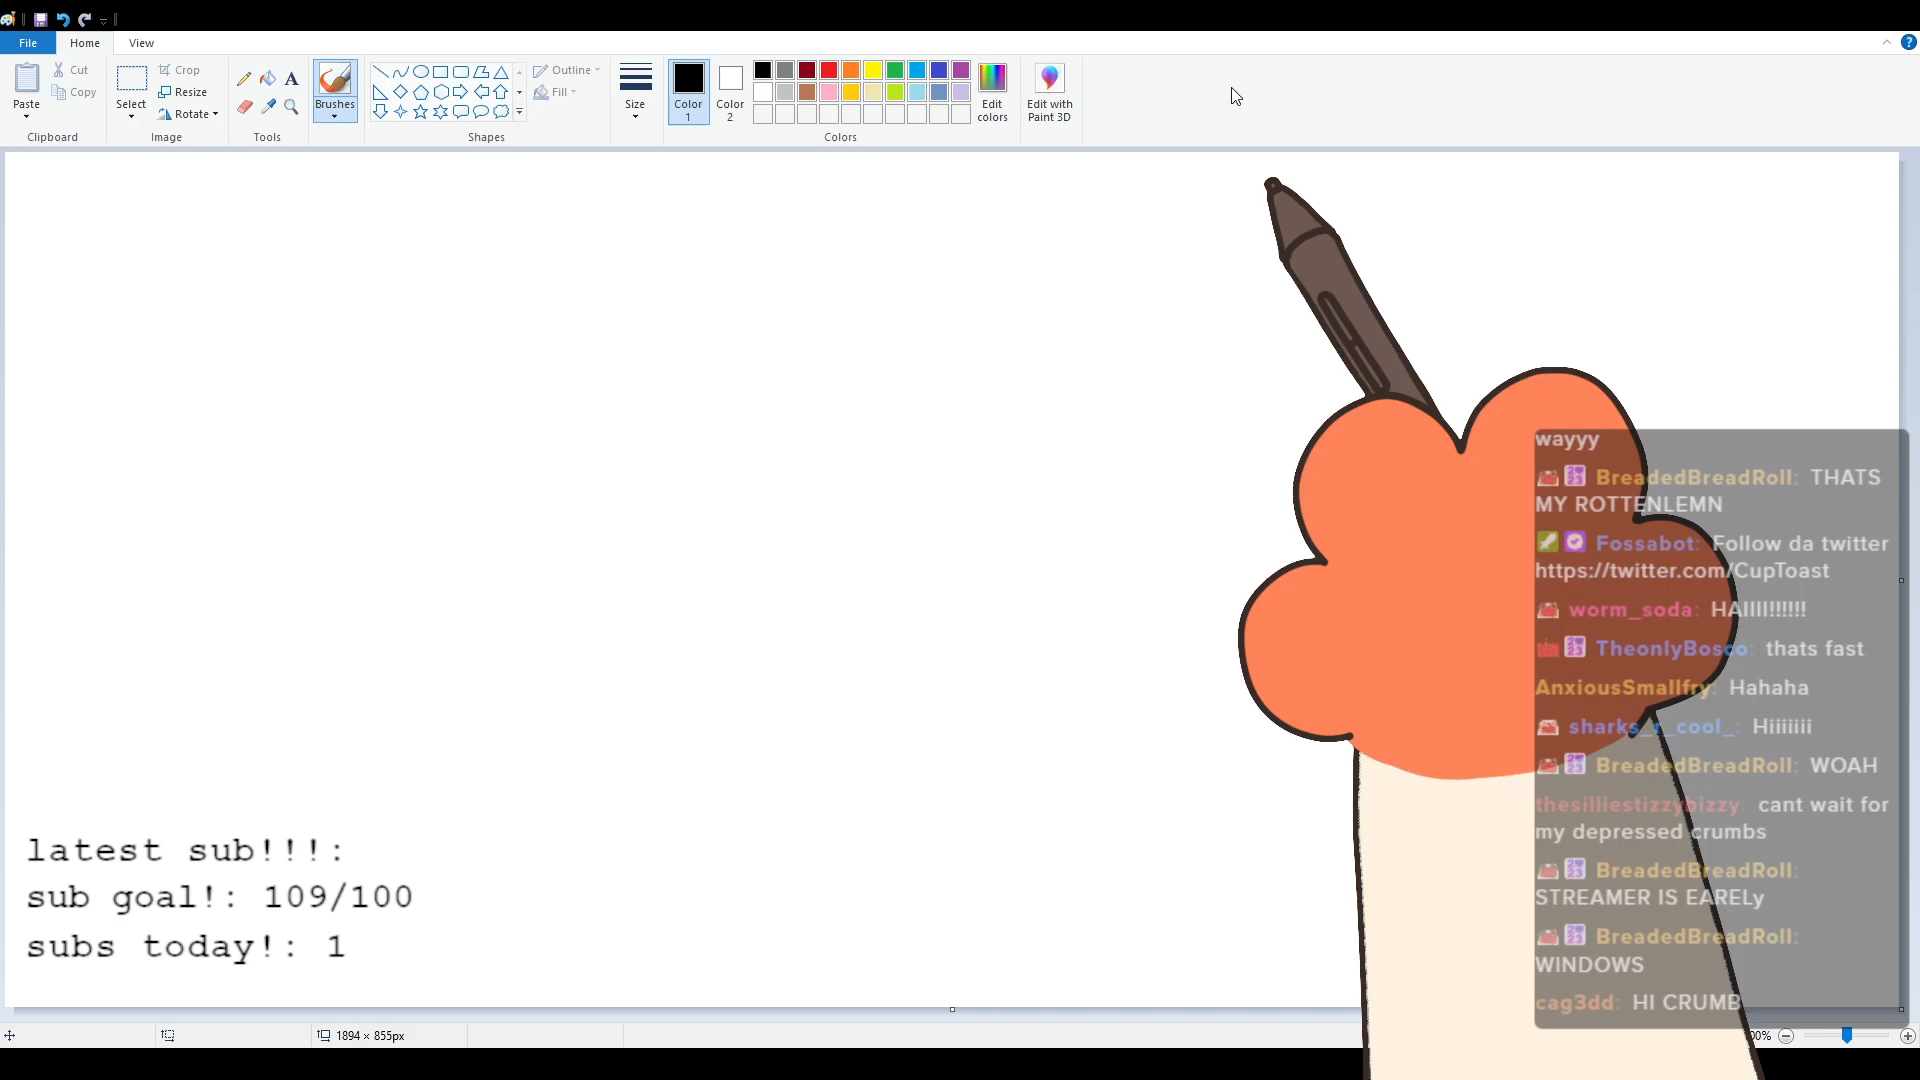 File Home View
Paste
Cut
Copy
Clipboard
Select
Crop
Resize
Rotate
Image
A
Tools
Brushes
Shapes
Outline
Fill
Size
Color
1
Color
2
Edit
colors
Colors
Edit with
Paint 3D
?
latest sub!!!:
sub goal!: 109/100
subs today!: 1
wayyy
BreadedBreadRoll: THATS
MY ROTTENLEMN
Fossabot: Follow da twitter
https://twitter.com/CupToast
worm_soda: HAIIII!!!!!!
TheonlyBosco: thats fast
AnxiousSmallfry: Hahaha
sharks_r_cool_: Hiiiiiii
BreadedBreadRoll: WOAH
thesilliestizzybizzy: cant wait for
my depressed crumbs
BreadedBreadRoll:
STREAMER IS EARELy
BreadedBreadRoll:
WINDOWS
cag3dd: HI CRUMB
1894 × 855px